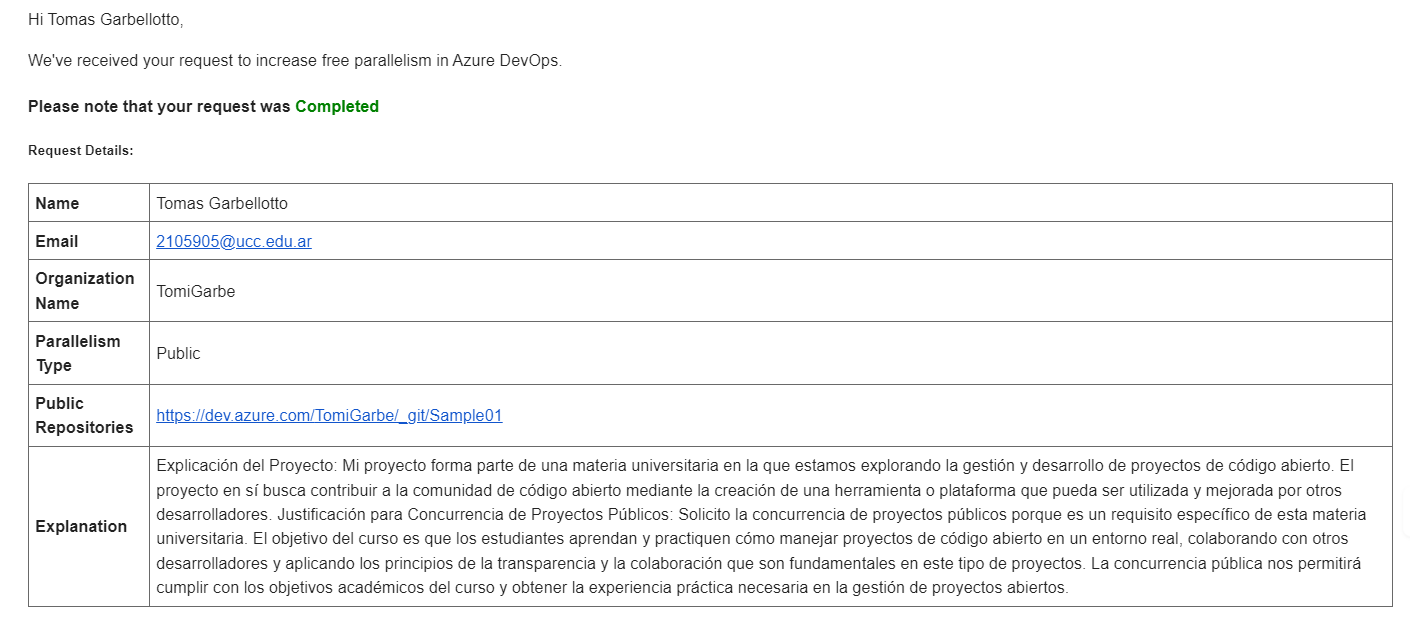 Hi Tomas Garbellotto,
We've received your request to increase free parallelism in Azure DevOps.
Please note that your request was Completed
Request Details:
Name Tomas Garbellotto
Email 2105905@ucc.edu.ar
Organization Name TomiGarbe
Parallelism Type Public
Public Repositories https://dev.azure.com/TomiGarbe/_git/Sample01
Explanation
Explicación del Proyecto: Mi proyecto forma parte de una materia universitaria en la que estamos explorando la gestión y desarrollo de proyectos de código abierto. El
proyecto en sí busca contribuir a la comunidad de código abierto mediante la creación de una herramienta o plataforma que pueda ser utilizada y mejorada por otros
desarrolladores. Justificación para Concurrencia de Proyectos Públicos: Solicito la concurrencia de proyectos públicos porque es un requisito específico de esta materia
universitaria. El objetivo del curso es que los estudiantes aprendan y practiquen cómo manejar proyectos de código abierto en un entorno real, colaborando con otros
desarrolladores y aplicando los principios de la transparencia y la colaboración que son fundamentales en este tipo de proyectos. La concurrencia pública nos permitirá
cumplir con los objetivos académicos del curso y obtener la experiencia práctica necesaria en la gestión de proyectos abiertos.